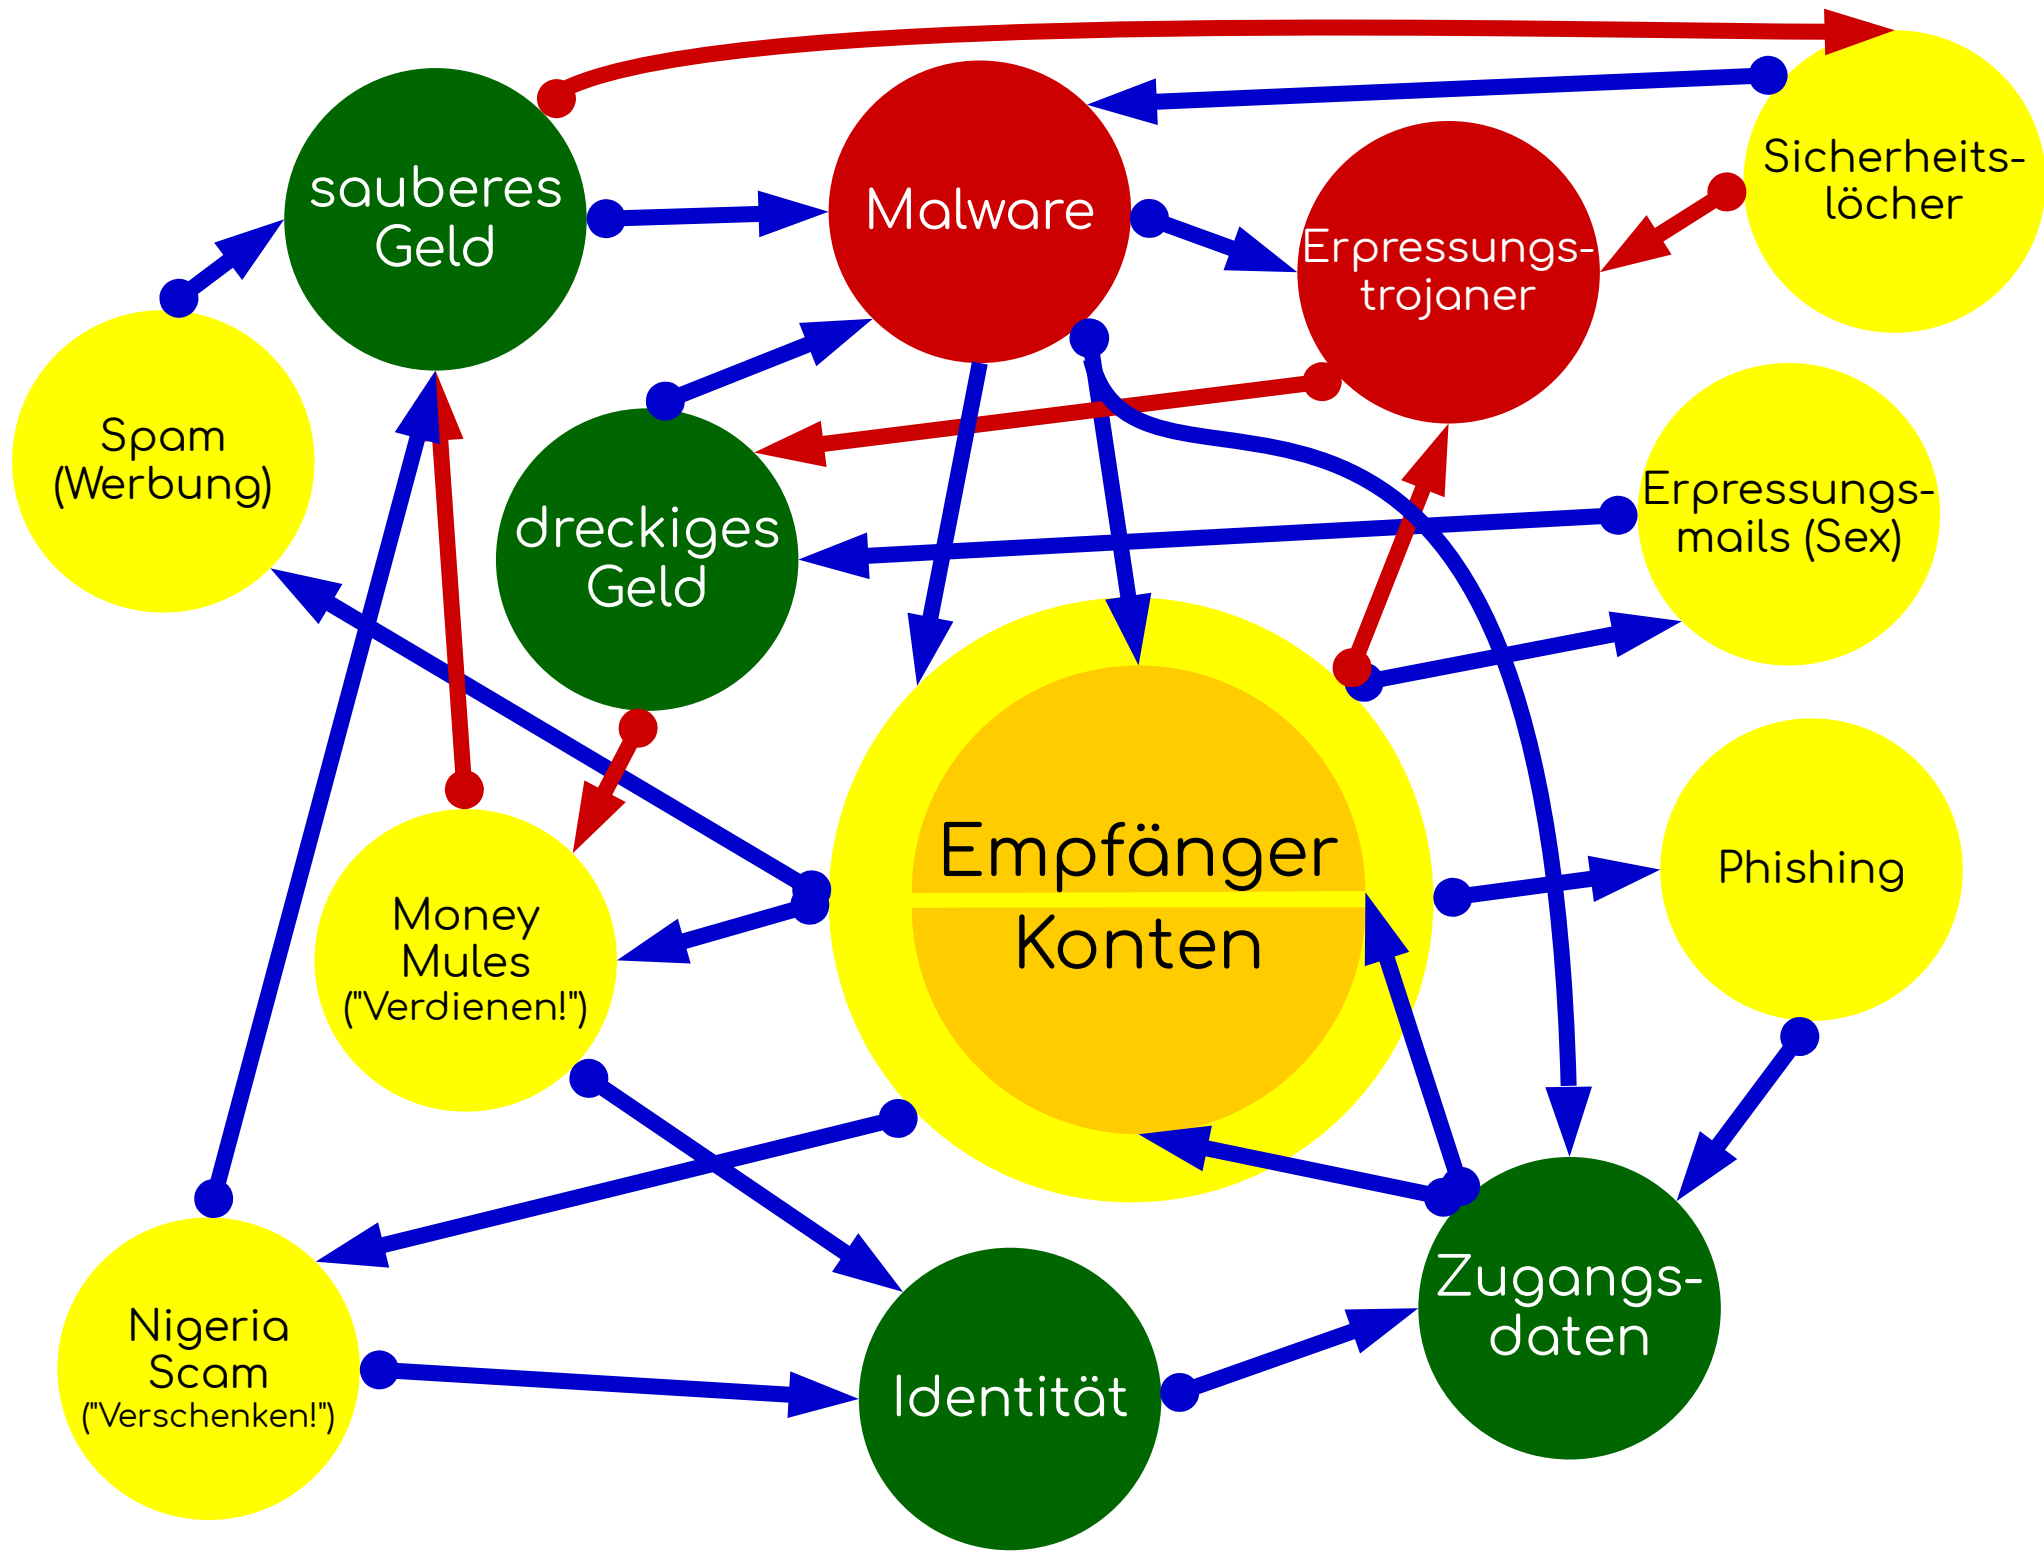 sauberes
Geld
Malware
Erpressungs-
trojaner
Sicherheits-
löcher
Spam
(Werbung)
dreckiges
Geld
Erpressungs-
mails (Sex)
Empfänger
Konten
Phishing
Money
Mules
("Verdienen!")
Nigeria
Scam
("Verschenken!")
Identität
Zugangs-
daten